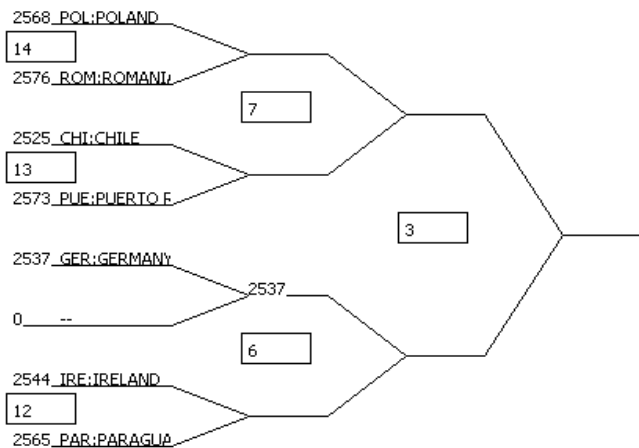 2568 POL:POLAND
14
2576 ROM:ROMANIA
7
2525 CHI:CHILE
13
2573 PUE:PUERTO R
3
2537 GER:GERMANY
2537
0 --
6
2544 IRE:IRELAND
12
2565 PAR:PARAGUA